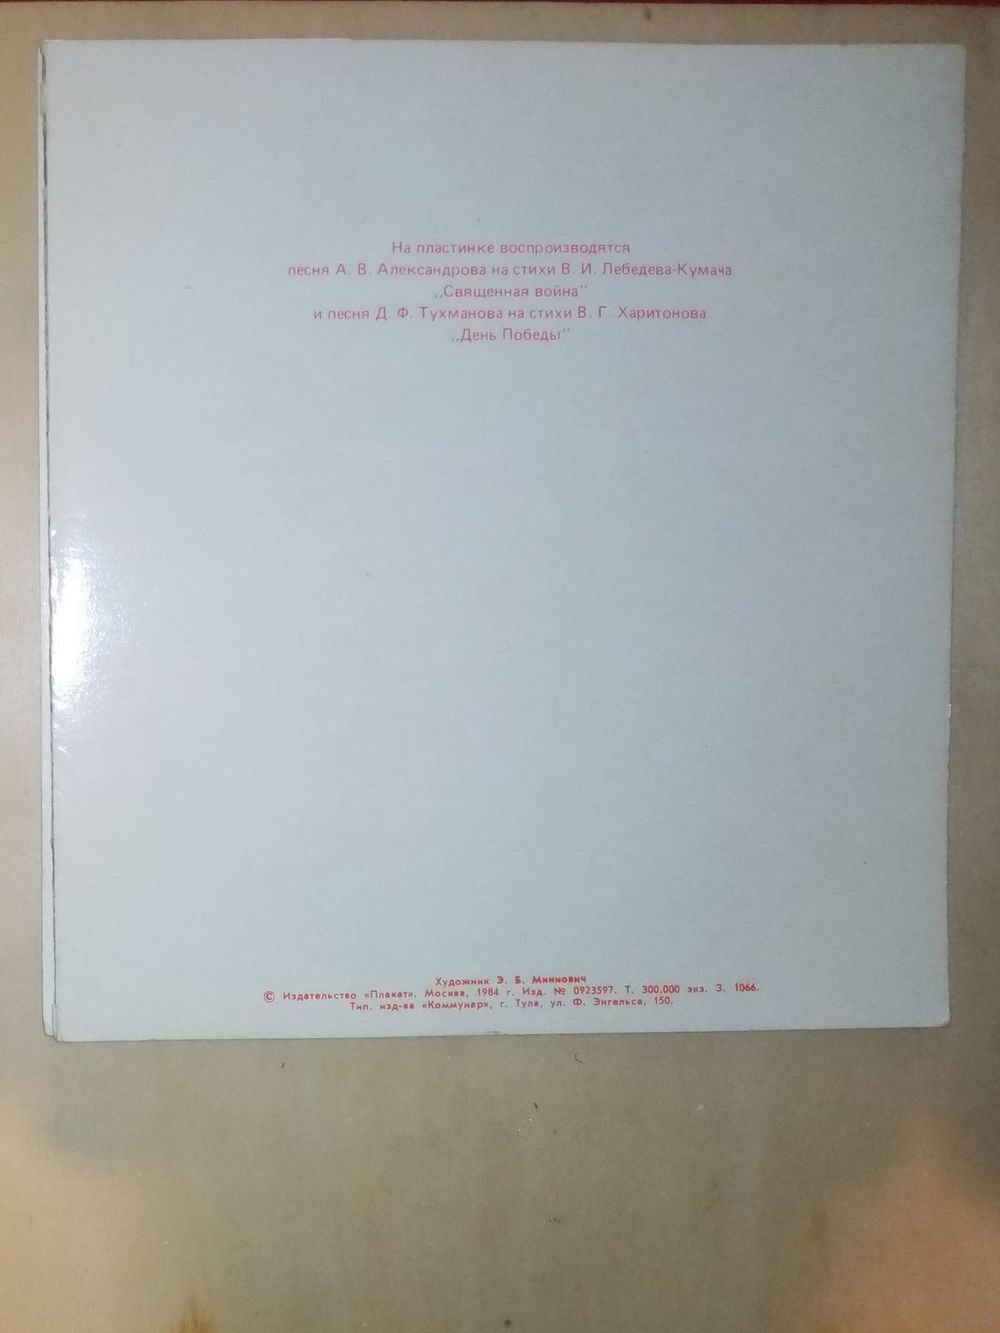 На пластинке воспроизводятся
песня А. В. Александрова на стихи В. И. Лебедева-Кумача
„Священная война"
и песня Д. Ф. Тухманова на стихи В. Г. Харитонова
„День Победы"
Художник Э. Б. Минович
© Издательство «Плакат». Москва, 1984 г. Изд. № 0923597. Т. 300.000 экз. З. 1066.
Тип. изд-ва «Коммунар», г. Тула, ул. Ф. Энгельса, 150.